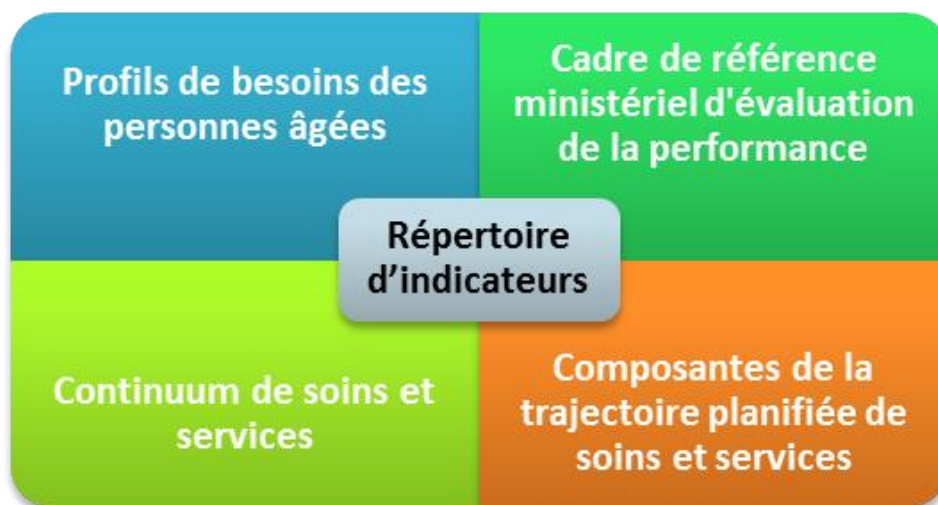 Profils de besoins des
personnes âgées
Cadre de référence
ministériel d'évaluation
de la performance
Répertoire
d’indicateurs
Continuum de soins et
services
Composantes de la
trajectoire planifiée de
soins et services